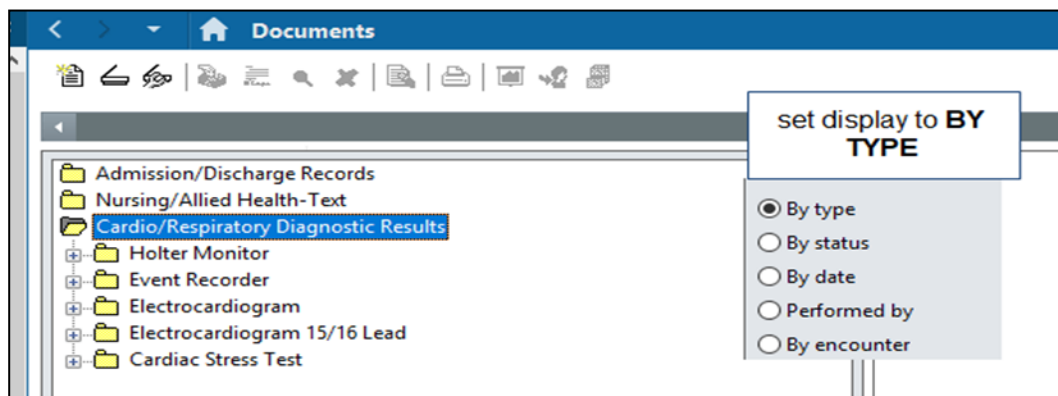 Documents
set display to BY
TYPE
Admission/Discharge Records
Nursing/Allied Health-Text
Cardio/Respiratory Diagnostic Results
Holter Monitor
Event Recorder
Electrocardiogram
Electrocardiogram 15/16 Lead
Cardiac Stress Test
By type
By status
By date
Performed by
By encounter